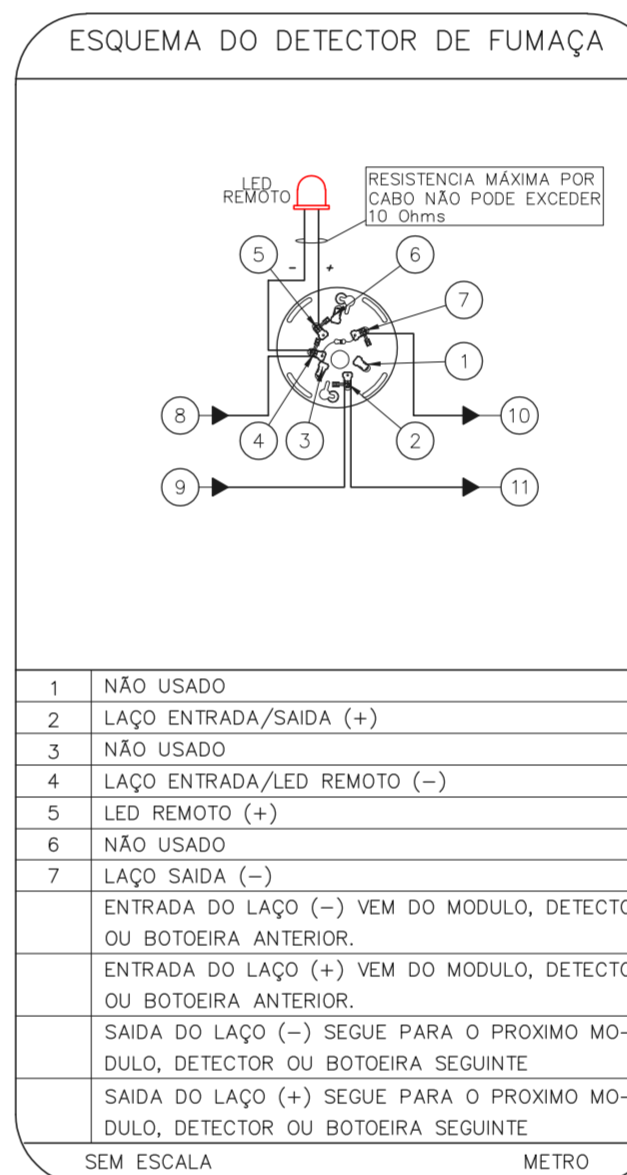 ESQUEMA DO DETECTOR DE FUMAÇA
LED
REMOTO
RESISTENCIA MÁXIMA POR
CABO NÃO PODE EXCEDER
10 Ohms
5
6
- +
7
1
8
10
4
3
2
9
11
1 NÃO USADO
2 LAÇO ENTRADA/SAIDA (+)
3 NÃO USADO
4 LAÇO ENTRADA/LED REMOTO (-)
5 LED REMOTO (+)
6 NÃO USADO
7 LAÇO SAIDA (-)
ENTRADA DO LAÇO (-) VEM DO MODULO, DETECTO
OU BOTOEIRA ANTERIOR.
ENTRADA DO LAÇO (+) VEM DO MODULO, DETECTO
OU BOTOEIRA ANTERIOR.
SAIDA DO LAÇO (-) SEGUE PARA O PROXIMO MO-
DULO, DETECTOR OU BOTOEIRA SEGUINTE
SAIDA DO LAÇO (+) SEGUE PARA O PROXIMO MO-
DULO, DETECTOR OU BOTOEIRA SEGUINTE
SEM ESCALA METRO